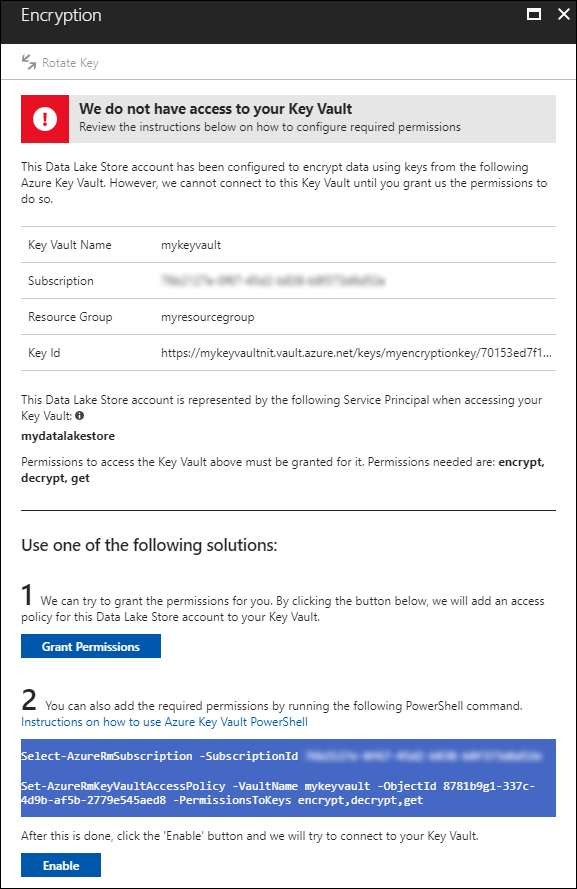 Encryption
Rotate Key
We do not have access to your Key Vault
Review the instructions below on how to configure required permissions
This Data Lake Store account has been configured to encrypt data using keys from the following
Azure Key Vault. However, we cannot connect to this Key Vault until you grant us the permissions to
do so.
Key Vault Name mykeyvault
Subscription
Resource Group myresourcegroup
Key Id https://mykeyvaultnit.vault.azure.net/keys/myencryptionkey/70153ed7f1...
This Data Lake Store account is represented by the following Service Principal when accessing your
Key Vault:
mydatalakestore
Permissions to access the Key Vault above must be granted for it. Permissions needed are: encrypt,
decrypt, get
Use one of the following solutions:
1 We can try to grant the permissions for you. By clicking the button below, we will add an access
policy for this Data Lake Store account to your Key Vault.
Grant Permissions
2 You can also add the required permissions by running the following PowerShell command.
Instructions on how to use Azure Key Vault PowerShell
Select-AzureRmSubscription -SubscriptionId
Set-AzureRmKeyVaultAccessPolicy -VaultName mykeyvault -ObjectId 8781b9g1-337c-
4d9b-af5b-2779e545aed8 -PermissionsToKeys encrypt,decrypt,get
After this is done, click the 'Enable' button and we will try to connect to your Key Vault.
Enable